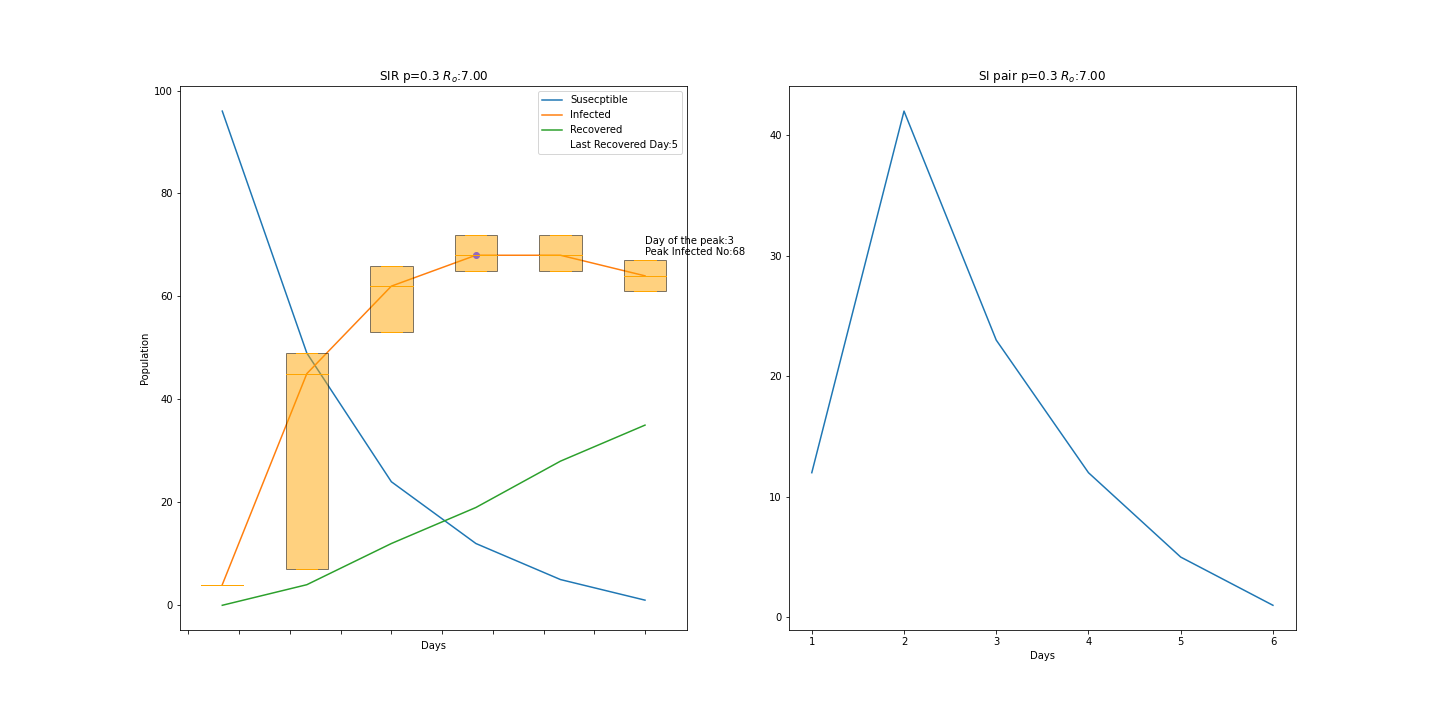 SIR p=0.3 Rₒ:7.00
100
80
60
40
20
0
Population
Days
Susecptible
Infected
Recovered
Last Recovered Day:5
Day of the peak:3
Peak Infected No:68
SI pair p=0.3 Rₒ:7.00
40
30
20
10
0
1 2 3 4 5 6
Days